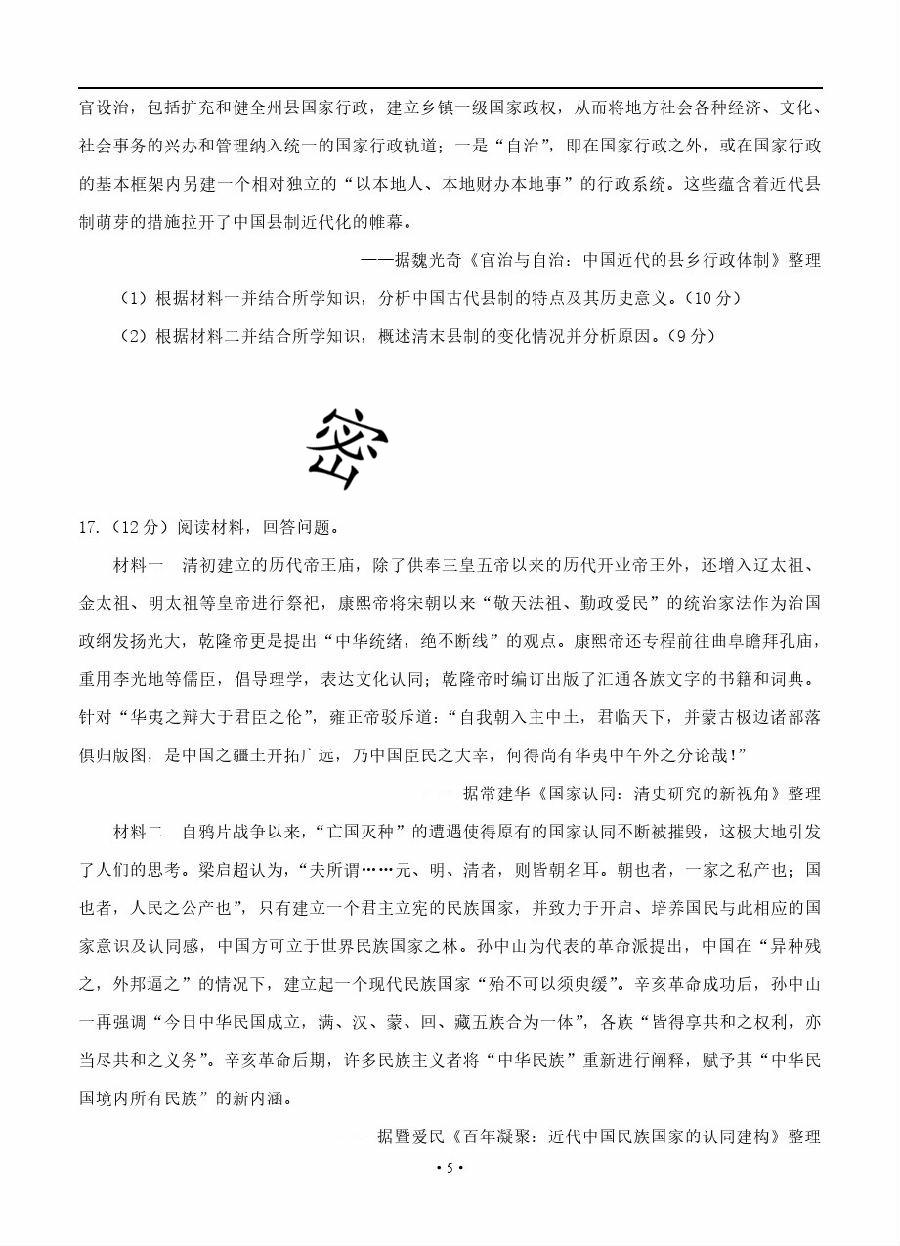 官设治，包括扩充和健全州县国家行政，建立乡镇一级国家政权，从而将地方社会各种经济、文化、
社会事务的兴办和管理纳入统一的国家行政轨道；一是“自治”，即在国家行政之外，或在国家行政
的基本框架内另建一个相对独立的“以本地人、本地财办本地事”的行政系统。这些蕴含着近代县
制萌芽的措施拉开了中国县制近代化的帷幕。
——据魏光奇《官治与自治：中国近代的县乡行政体制》整理
（1）根据材料一并结合所学知识，分析中国古代县制的特点及其历史意义。（10 分）
（2）根据材料二并结合所学知识，概述清末县制的变化情况并分析原因。（9 分）
密
17.（12 分）阅读材料，回答问题。
材料一　清初建立的历代帝王庙，除了供奉三皇五帝以来的历代开业帝王外，还增入辽太祖、
金太祖、明太祖等皇帝进行祭祀，康熙帝将宋朝以来“敬天法祖、勤政爱民”的统治家法作为治国
政纲发扬光大，乾隆帝更是提出“中华统绪，绝不断线”的观点。康熙帝还专程前往曲阜瞻拜孔庙，
重用李光地等儒臣，倡导理学，表达文化认同；乾隆帝时编订出版了汇通各族文字的书籍和词典。
针对“华夷之辩大于君臣之伦”，雍正帝驳斥道：“自我朝入主中土，君临天下，并蒙古极边诸部落
俱归版图，是中国之疆土开拓广远，乃中国臣民之大幸，何得尚有华夷中午外之分论哉！”
据常建华《国家认同：清史研究的新视角》整理
材料二　自鸦片战争以来，“亡国灭种”的遭遇使得原有的国家认同不断被摧毁，这极大地引发
了人们的思考。梁启超认为，“夫所谓……元、明、清者，则皆朝名耳。朝也者，一家之私产也；国
也者，人民之公产也”，只有建立一个君主立宪的民族国家，并致力于开启、培养国民与此相应的国
家意识及认同感，中国方可立于世界民族国家之林。孙中山为代表的革命派提出，中国在“异种残
之，外邦逼之”的情况下，建立起一个现代民族国家“殆不可以须臾缓”。辛亥革命成功后，孙中山
一再强调“今日中华民国成立，满、汉、蒙、回、藏五族合为一体”，各族“皆得享共和之权利，亦
当尽共和之义务”。辛亥革命后期，许多民族主义者将“中华民族”重新进行阐释，赋予其“中华民
国境内所有民族”的新内涵。
据暨爱民《百年凝聚：近代中国民族国家的认同建构》整理
·5·